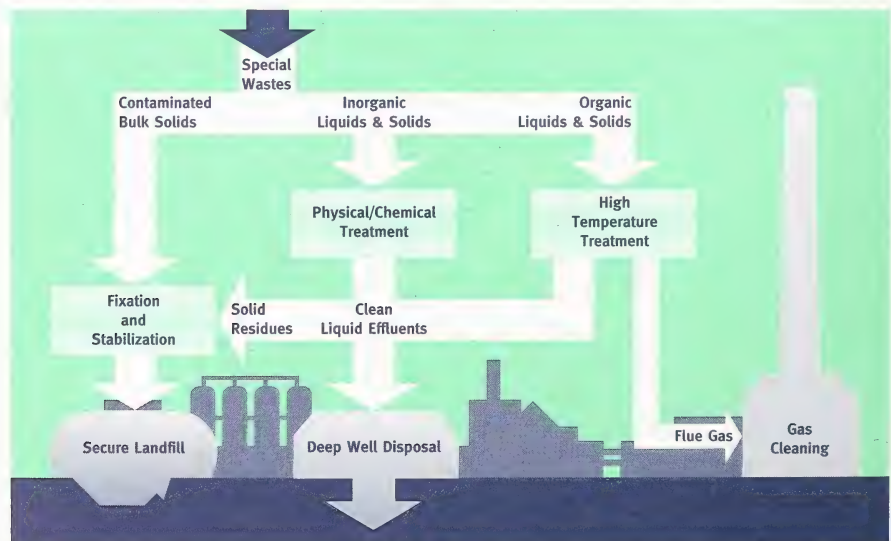 Special
Wastes
Contaminated
Bulk Solids
Inorganic
Liquids & Solids
Organic
Liquids & Solids
Physical/Chemical
Treatment
High
Temperature
Treatment
Fixation
and
Stabilization
Solid
Residues
Clean
Liquid Effluents
Secure Landfill
Deep Well Disposal
Flue Gas
Gas
Cleaning